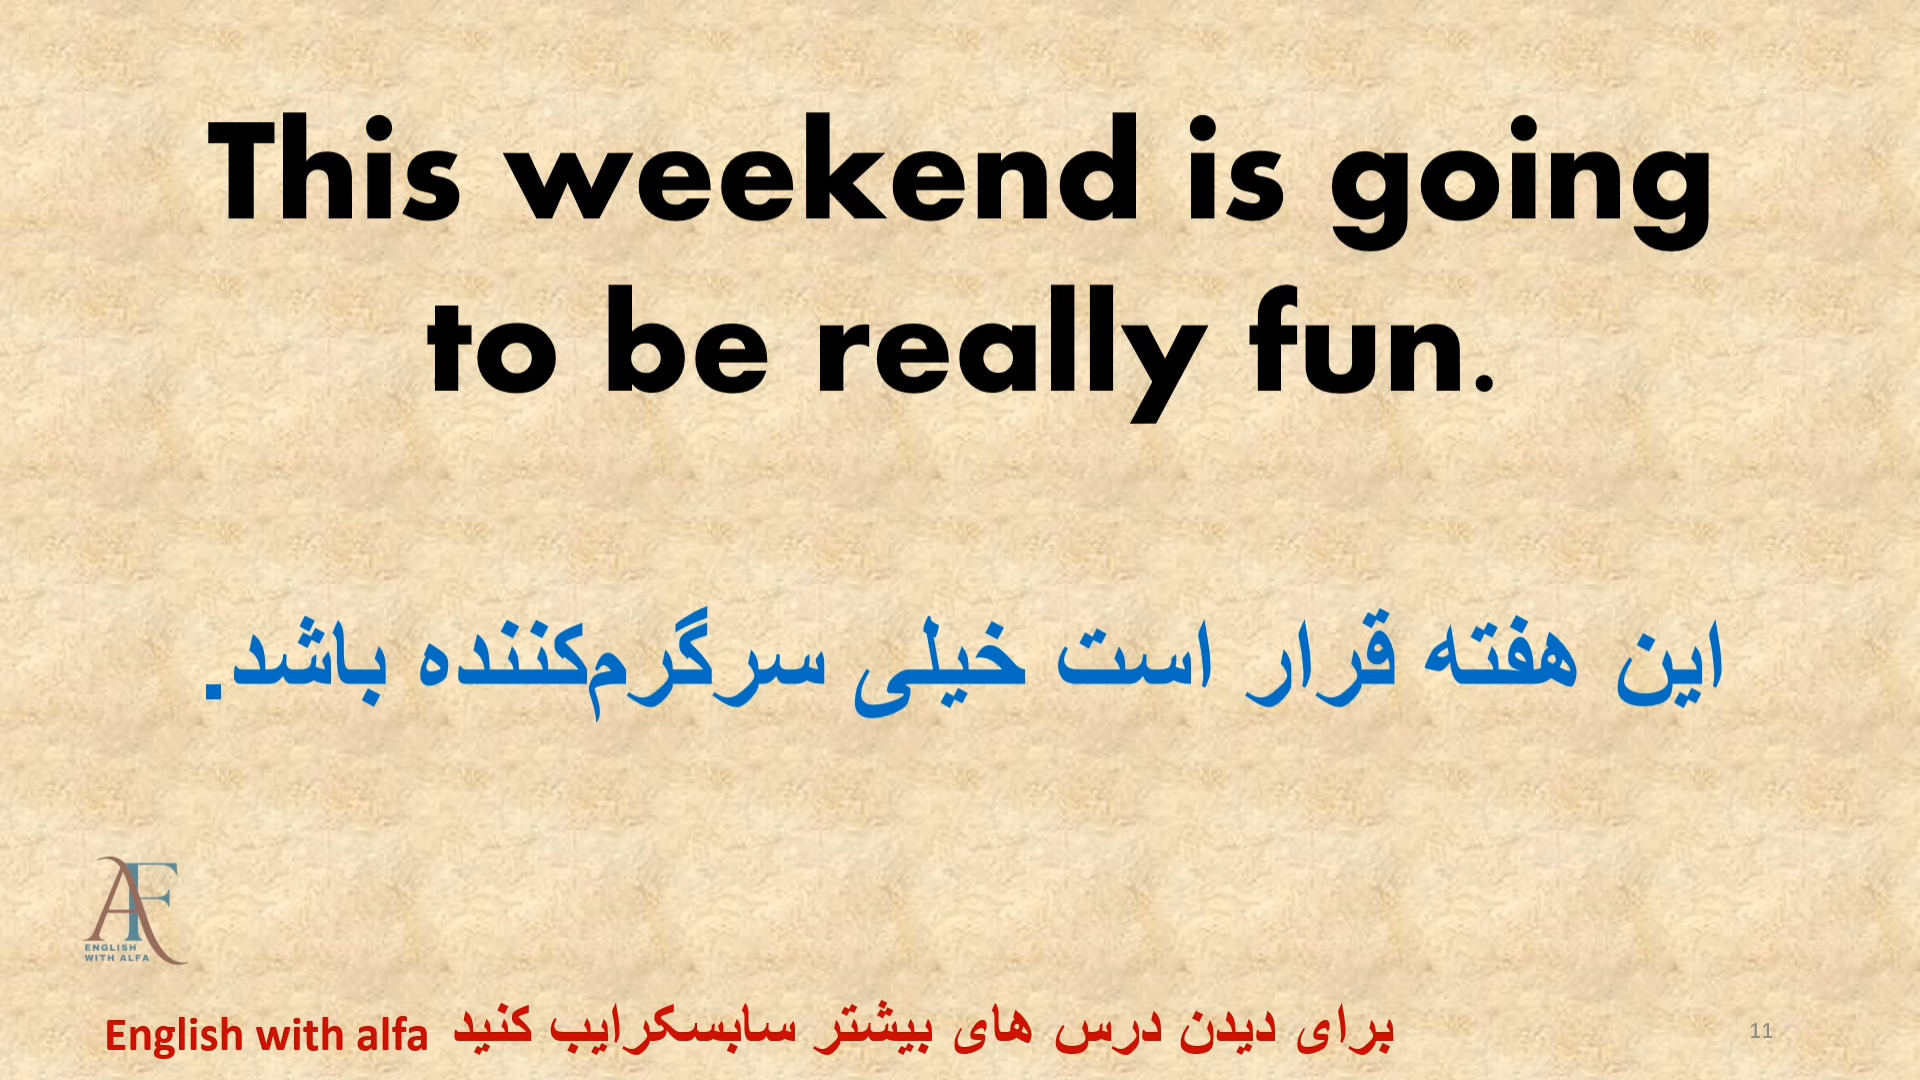 This weekend is going
to be really fun.
این هفته قرار است خیلی سرگرم‌کننده باشد.
AF
ENGLISH
WITH ALFA
برای دیدن درس های بیشتر سابسکرایب کنید English with alfa
11